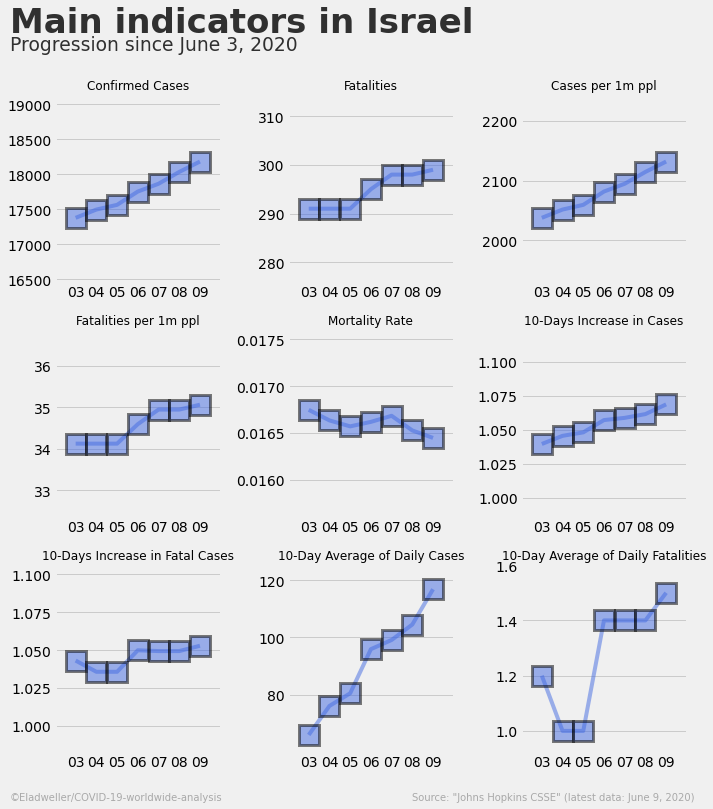 Main indicators in Israel
Progression since June 3, 2020
Confirmed Cases
19000
18500
18000
17500
17000
16500
03 04 05 06 07 08 09
Fatalities
310
300
290
280
03 04 05 06 07 08 09
Cases per 1m ppl
2200
2100
2000
03 04 05 06 07 08 09
Fatalities per 1m ppl
36
35
34
33
03 04 05 06 07 08 09
Mortality Rate
0.0175
0.0170
0.0165
0.0160
03 04 05 06 07 08 09
10-Days Increase in Cases
1.100
1.075
1.050
1.025
1.000
03 04 05 06 07 08 09
10-Days Increase in Fatal Cases
1.100
1.075
1.050
1.025
1.000
03 04 05 06 07 08 09
10-Day Average of Daily Cases
120
100
80
03 04 05 06 07 08 09
10-Day Average of Daily Fatalities
1.6
1.4
1.2
1.0
03 04 05 06 07 08 09
©Eladweller/COVID-19-worldwide-analysis
Source: "Johns Hopkins CSSE" (latest data: June 9, 2020)